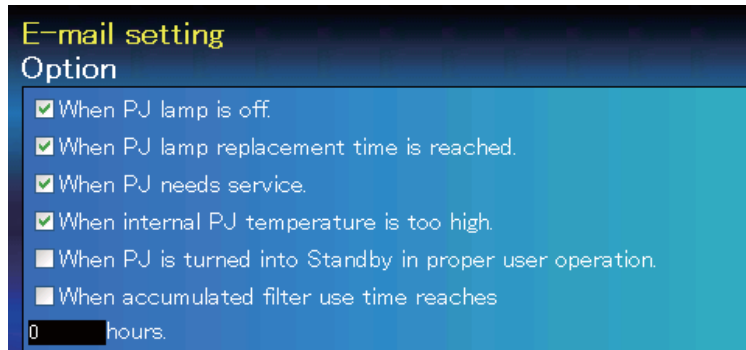 E-mail setting
Option
When PJ lamp is off.
When PJ lamp replacement time is reached.
When PJ needs service.
When internal PJ temperature is too high.
When PJ is turned into Standby in proper user operation.
When accumulated filter use time reaches
0 hours.